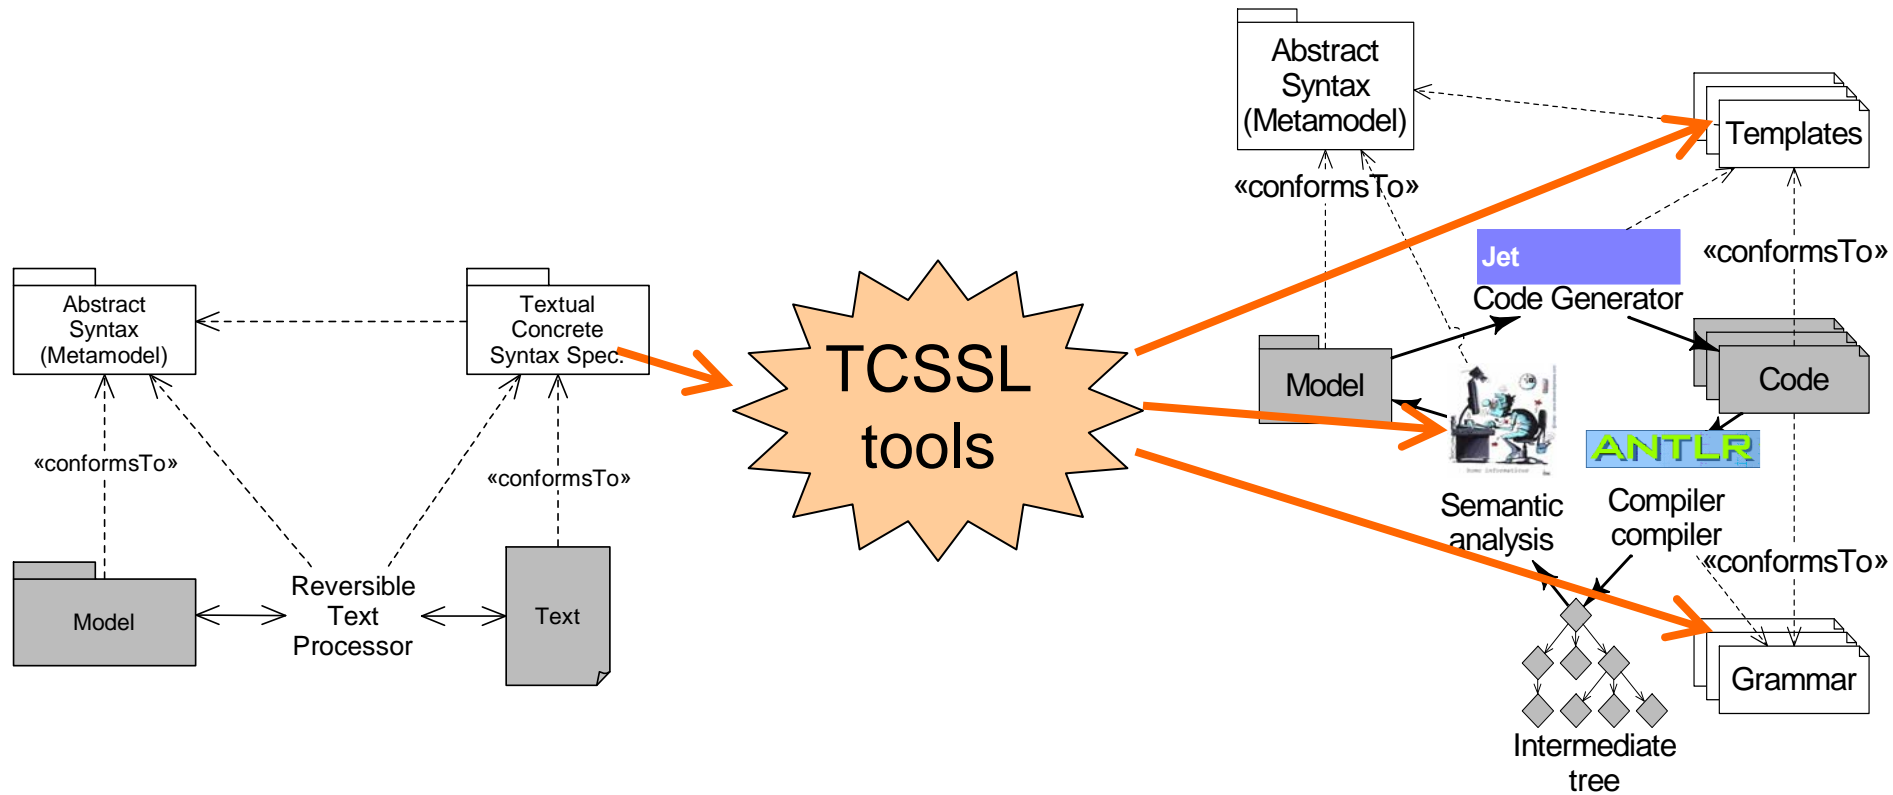 Abstract
Syntax
(Metamodel)
Textual
Concrete
Syntax Spec.
«conformsTo»
«conformsTo»
Model
Reversible
Text
Processor
Text
TCSSL
tools
Abstract
Syntax
(Metamodel)
Templates
«conformsTo»
Jet
Code Generator
«conformsTo»
Model
Code
ANTLR
Semantic
analysis
Compiler
compiler
«conformsTo»
Grammar
Intermediate
tree